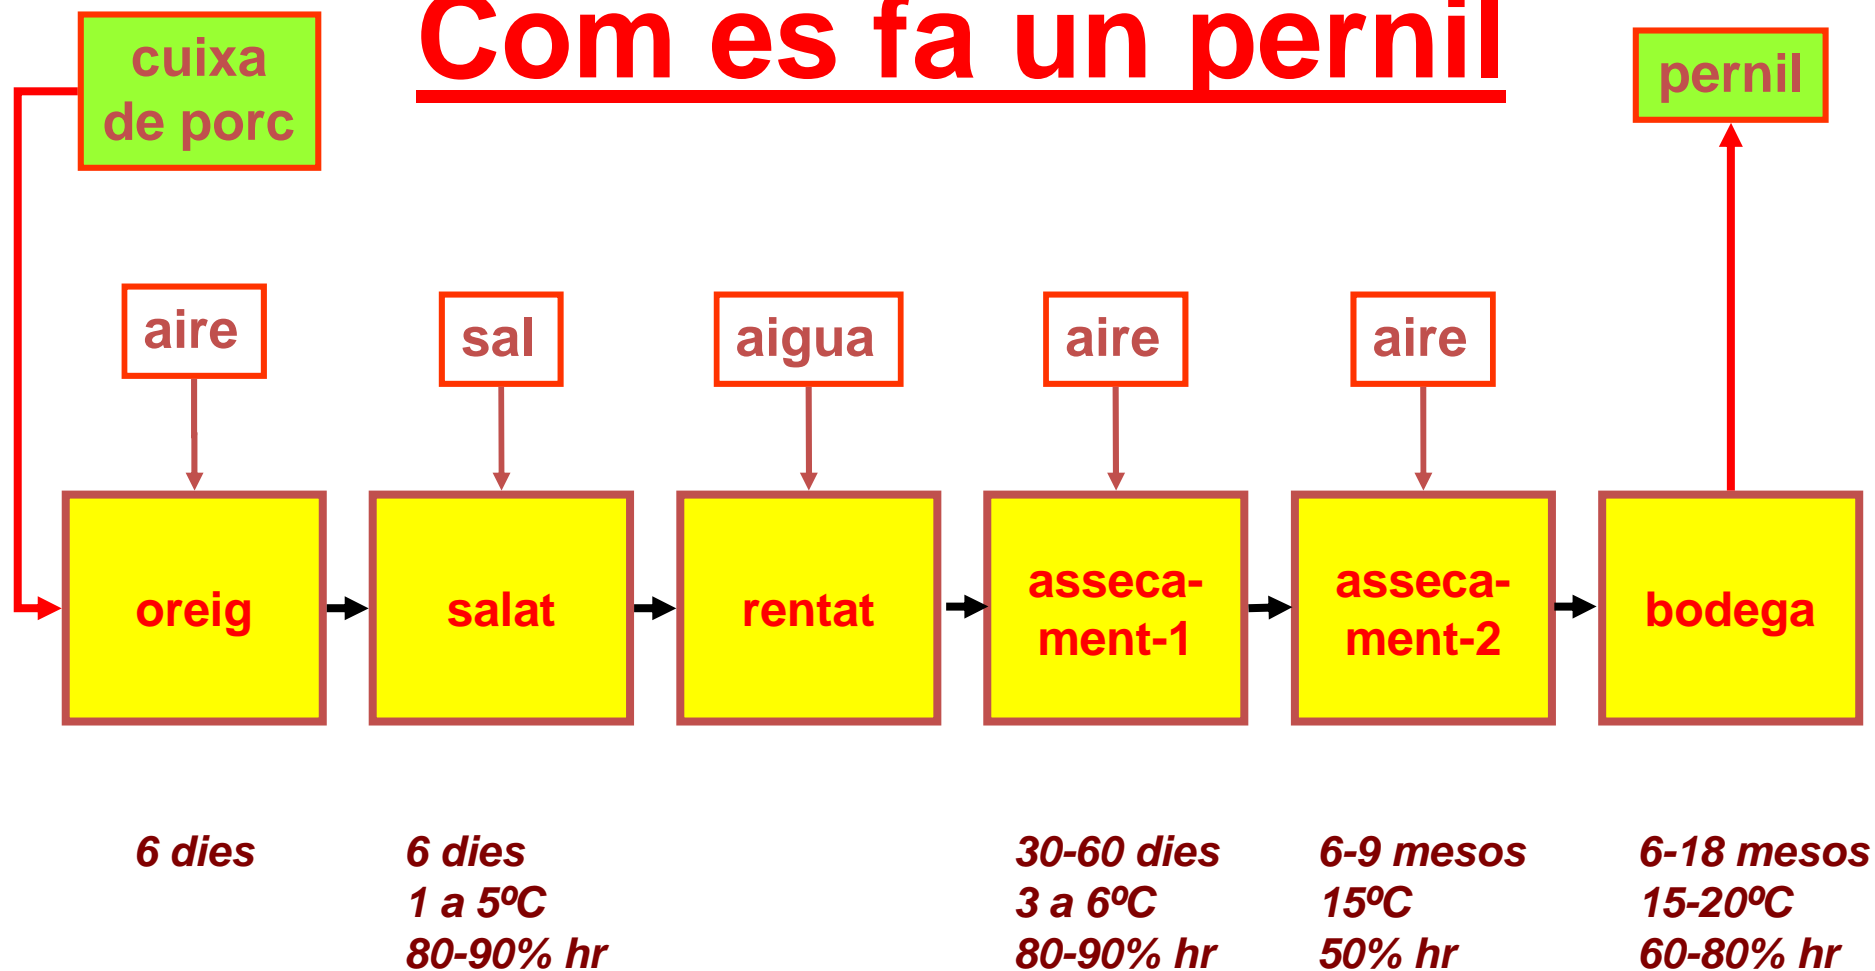 Com es fa un pernil
cuixa
de porc
pernil
aire
sal
aigua
aire
aire
oreig
salat
rentat
asseca-
ment-1
asseca-
ment-2
bodega
6 dies
6 dies
1 a 5ºC
80-90% hr
30-60 dies
3 a 6ºC
80-90% hr
6-9 mesos
15ºC
50% hr
6-18 mesos
15-20ºC
60-80% hr